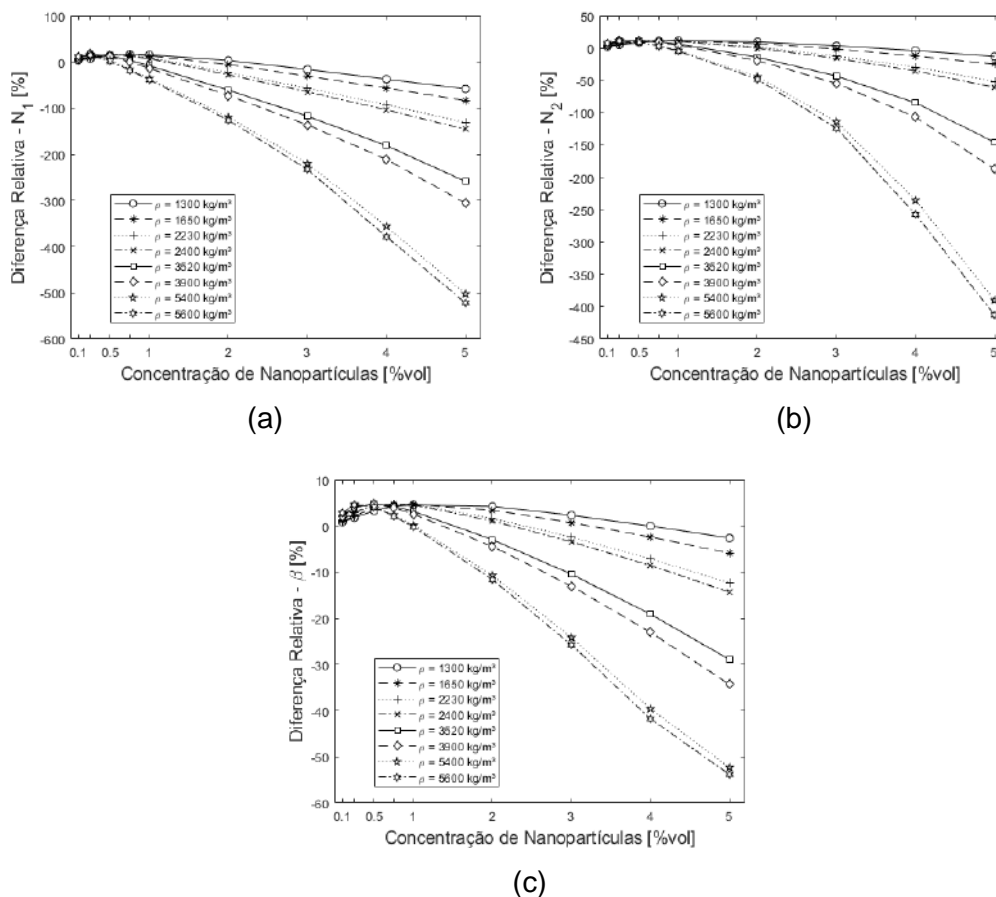 100
0
-100
-200
-300
-400
-500
-600
Diferença Relativa - N₁ [%]
ρ = 1300 kg/m³
ρ = 1650 kg/m³
ρ = 2230 kg/m³
ρ = 2400 kg/m³
ρ = 3520 kg/m³
ρ = 3900 kg/m³
ρ = 5400 kg/m³
ρ = 5600 kg/m³
0.1 0.5 1 2 3 4 5
Concentração de Nanopartículas [%vol]
(a)
50
0
-50
-100
-150
-200
-250
-300
-350
-400
-450
Diferença Relativa - N₂ [%]
ρ = 1300 kg/m³
ρ = 1650 kg/m³
ρ = 2230 kg/m³
ρ = 2400 kg/m³
ρ = 3520 kg/m³
ρ = 3900 kg/m³
ρ = 5400 kg/m³
ρ = 5600 kg/m³
0.1 0.5 1 2 3 4 5
Concentração de Nanopartículas [%vol]
(b)
10
0
-10
-20
-30
-40
-50
-60
Diferença Relativa - β [%]
ρ = 1300 kg/m³
ρ = 1650 kg/m³
ρ = 2230 kg/m³
ρ = 2400 kg/m³
ρ = 3520 kg/m³
ρ = 3900 kg/m³
ρ = 5400 kg/m³
ρ = 5600 kg/m³
0.1 0.5 1 2 3 4 5
Concentração de Nanopartículas [%vol]
(c)